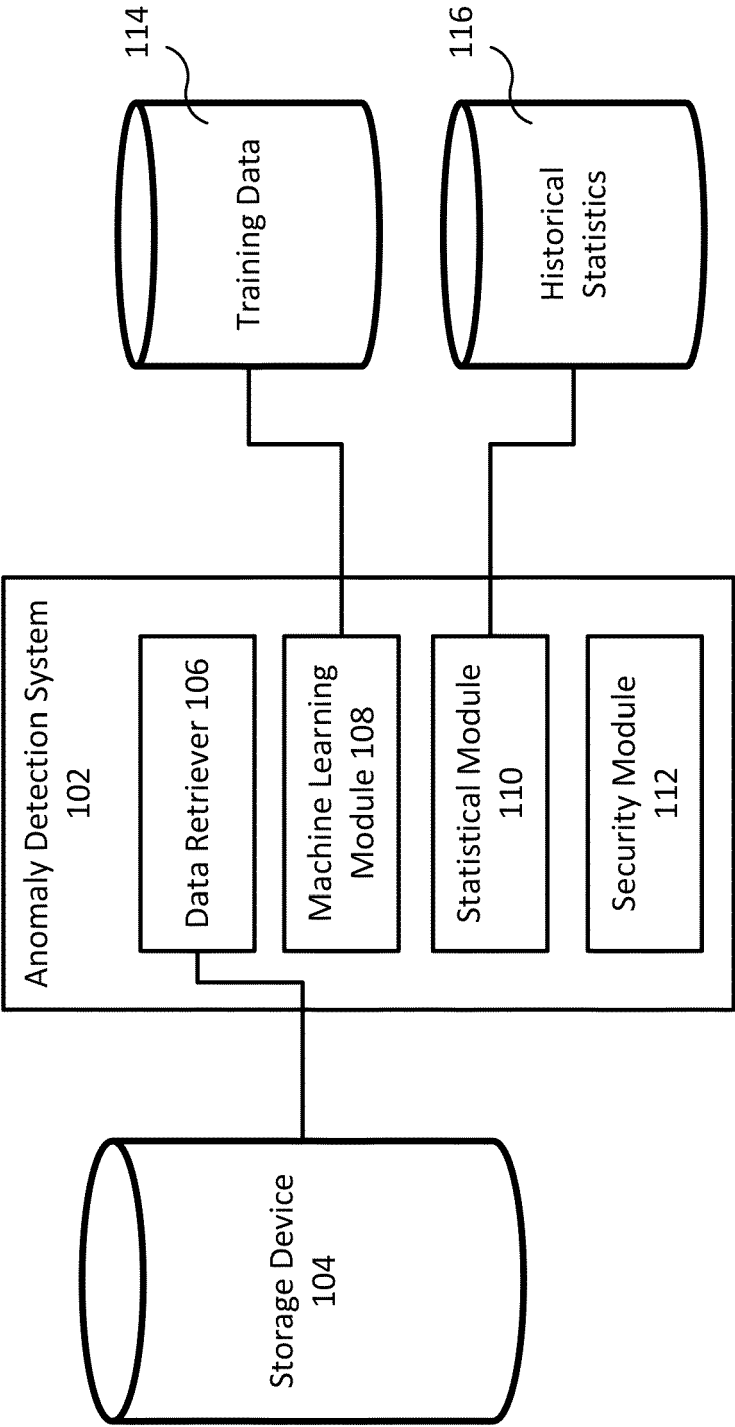 Anomaly Detection System
102
Storage Device
104
Data Retriever 106
Machine Learning
Module 108
Statistical Module
110
Security Module
112
Training Data
114
Historical
Statistics
116